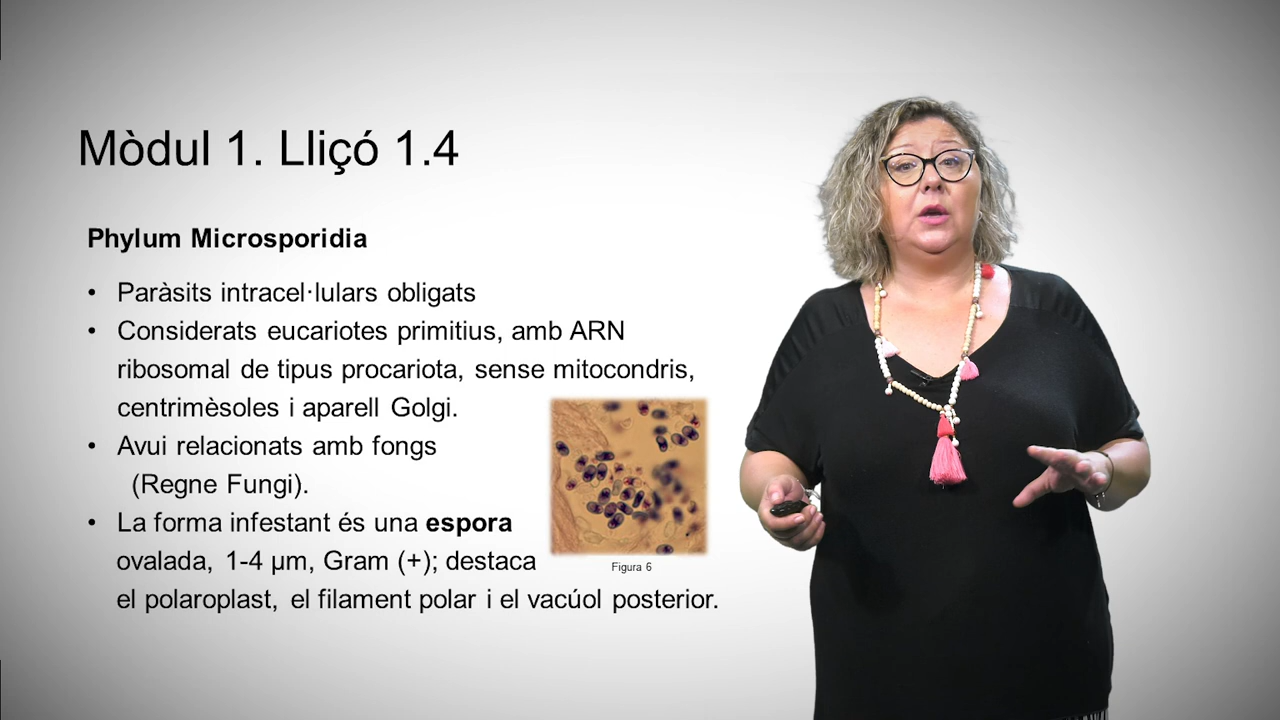 Mòdul 1. Lliçó 1.4
Phylum Microsporidia
• Paràsits intracel·lulars obligats
• Considerats eucariotes primitius, amb ARN
ribosomal de tipus procariota, sense mitocondris,
centrimèsoles i aparell Golgi.
• Avui relacionats amb fongs
(Regne Fungi).
• La forma infestant és una espora
ovalada, 1-4 µm, Gram (+); destaca
el polaroplast, el filament polar i el vacúol posterior.
Figura 6